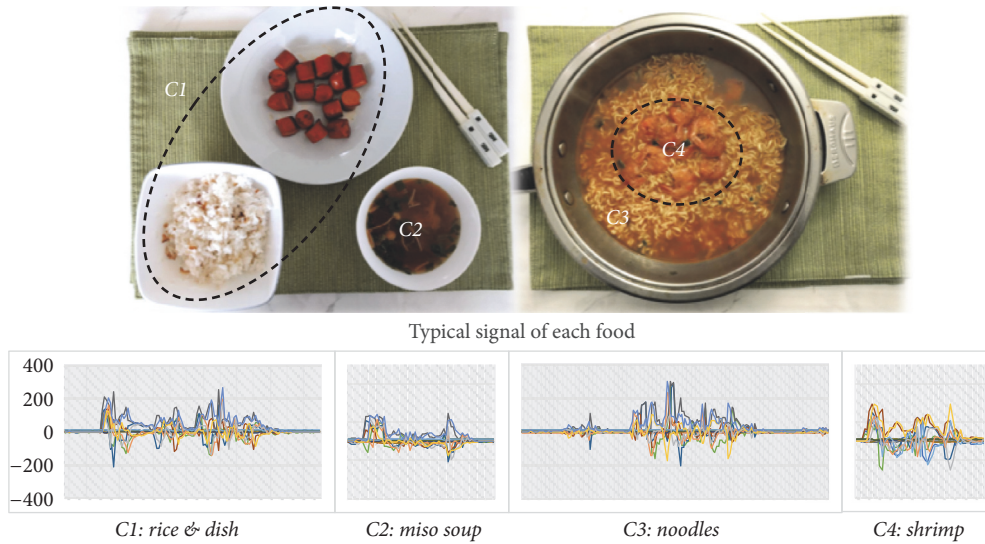 C1
C2
C4
C3
Typical signal of each food
400
200
0
−200
−400
C1: rice & dish
C2: miso soup
C3: noodles
C4: shrimp